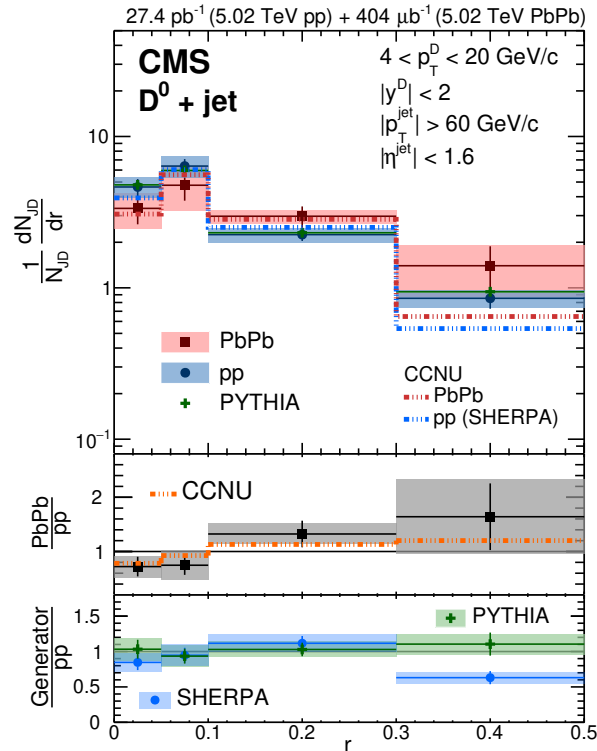 27.4 pb⁻¹ (5.02 TeV pp) + 404 μb⁻¹ (5.02 TeV PbPb)
CMS
D⁰ + jet
4 < p_T^D < 20 GeV/c
|y^D| < 2
|p_T^jet| > 60 GeV/c
|η^jet| < 1.6
10
1
10⁻¹
1/N_JD dN_JD/dr
PbPb
pp
PYTHIA
CCNU
PbPb
pp (SHERPA)
PbPb/pp
2
1
CCNU
Generator/pp
1.5
1
0.5
0
PYTHIA
SHERPA
0 0.1 0.2 0.3 0.4 0.5
r